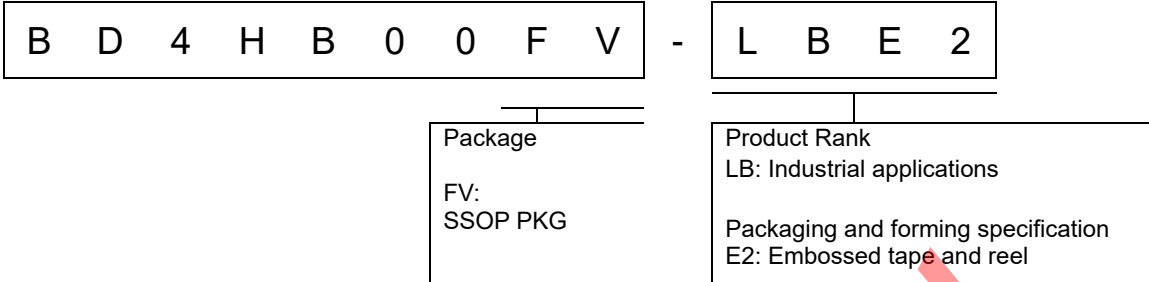 B D 4 H B 0 0 F V - L B E 2
Package
FV:
SSOP PKG
Product Rank
LB: Industrial applications
Packaging and forming specification
E2: Embossed tape and reel